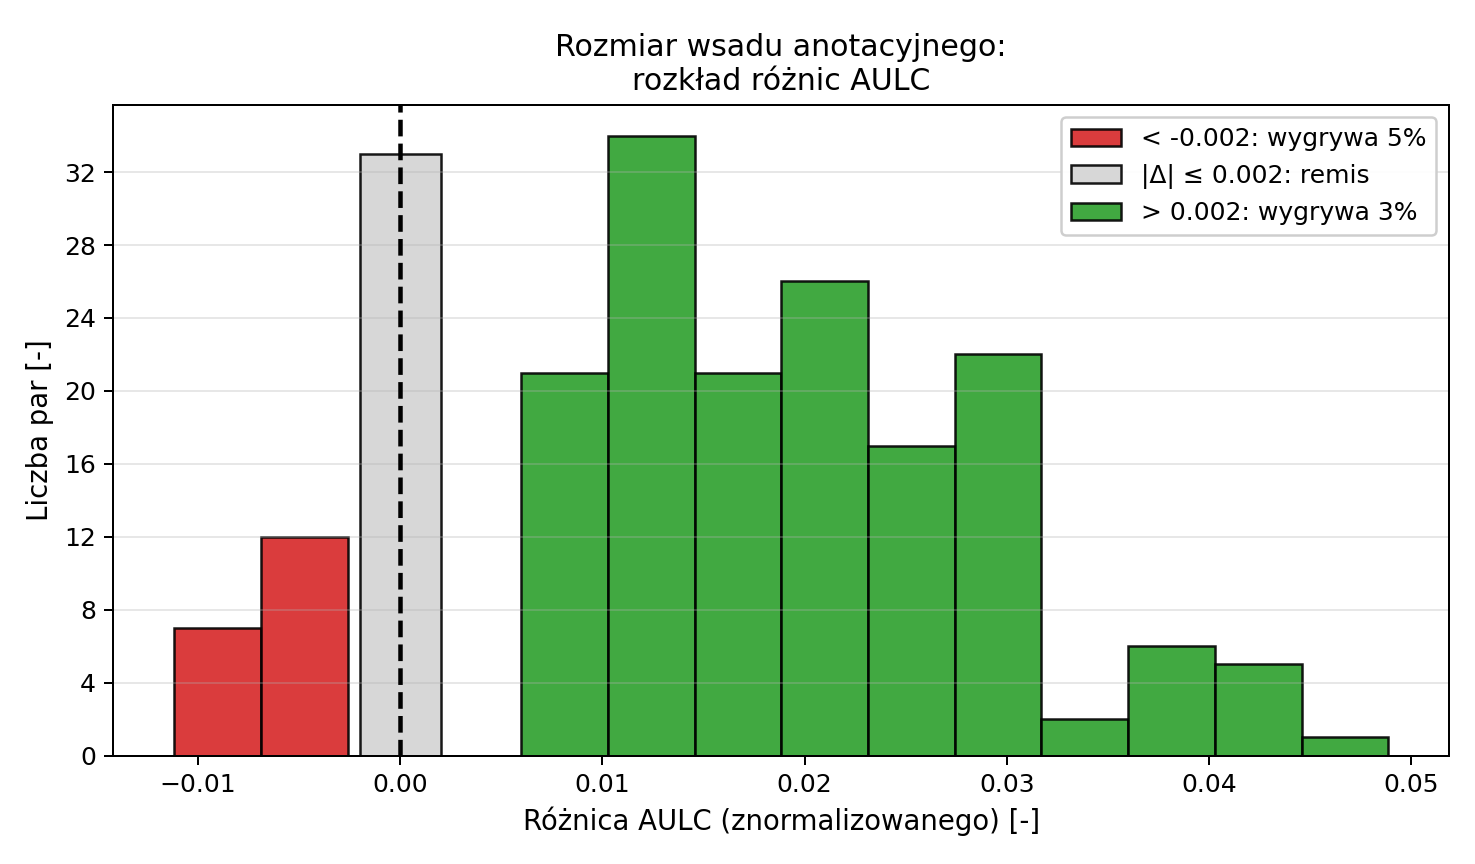 Rozmiar wsadu anotacyjnego:
rozkład różnic AULC
< -0.002: wygrywa 5%
|Δ| ≤ 0.002: remis
> 0.002: wygrywa 3%
Liczba par [-]
32
28
24
20
16
12
8
4
0
−0.01
0.00
0.01
0.02
0.03
0.04
0.05
Różnica AULC (znormalizowanego) [-]